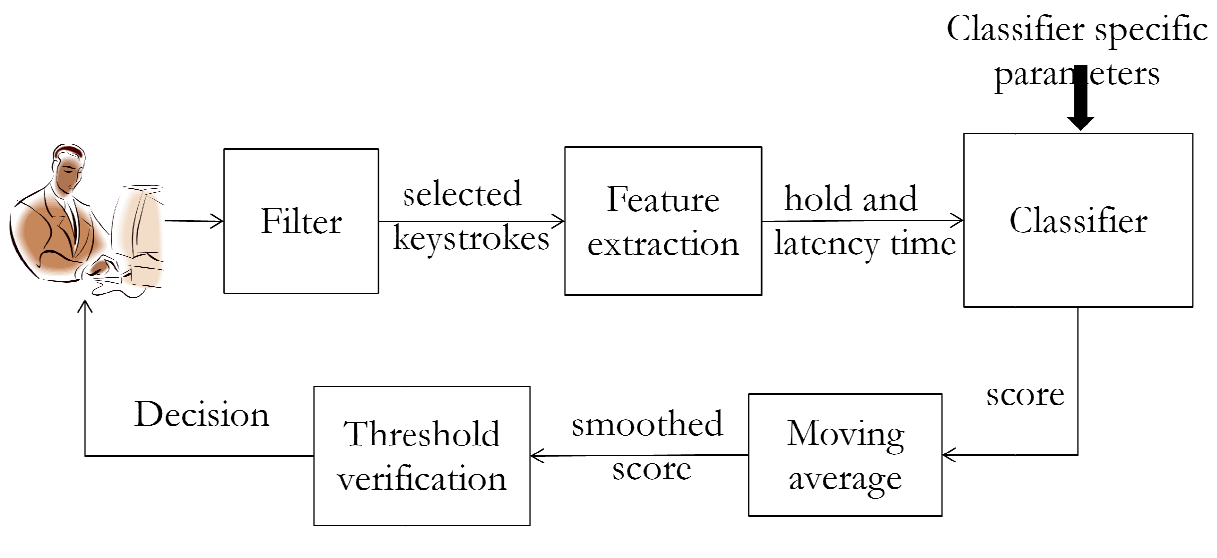 Classifier specific
parameters
Filter
selected
keystrokes
Feature
extraction
hold and
latency time
Classifier
score
Moving
average
smoothed
score
Threshold
verification
Decision